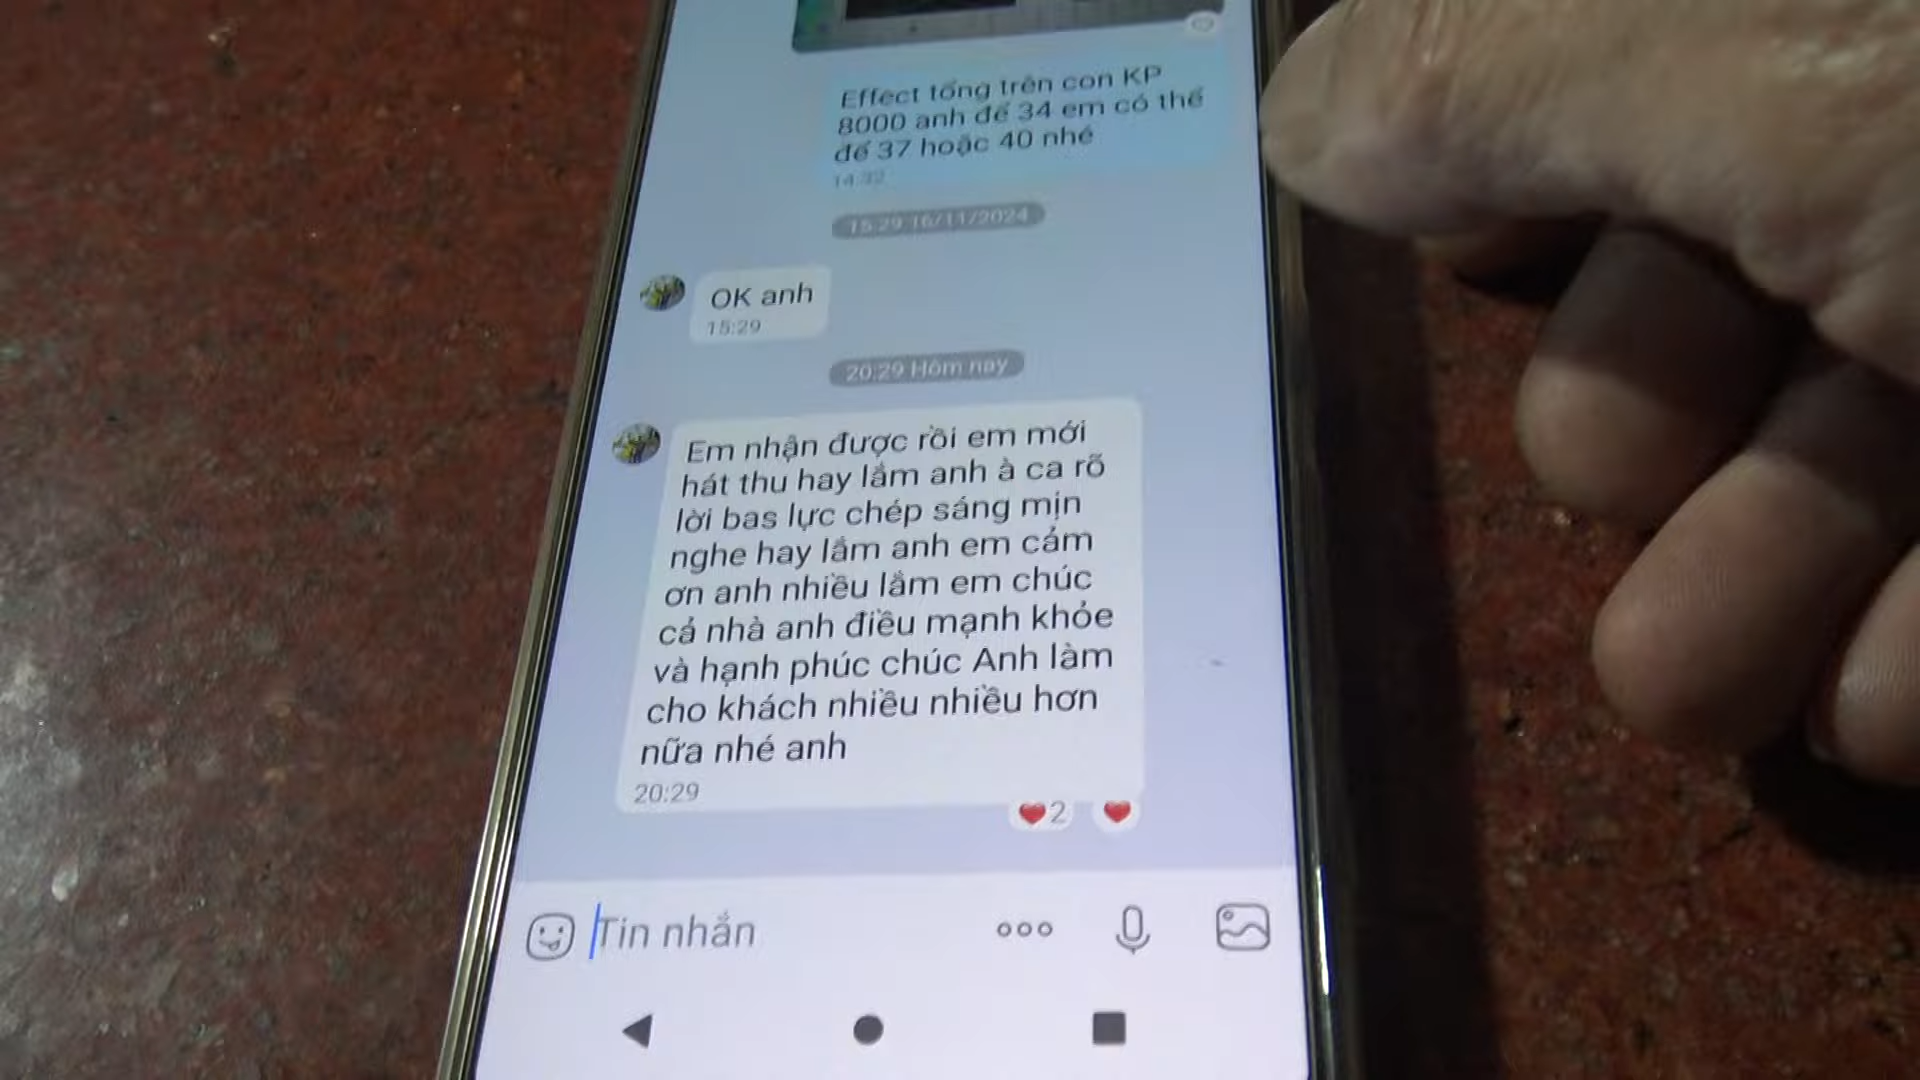 Effect tổng trên con KP
8000 anh để 34 em có thể
để 37 hoặc 40 nhé
14:32
15:29 16/11/2024
OK anh
15:29
20:29 Hôm nay
Em nhận được rồi em mới
hát thu hay lắm anh à ca rõ
lời bas lực chép sáng mịn
nghe hay lắm anh em cảm
ơn anh nhiều lắm em chúc
cả nhà anh điều mạnh khỏe
và hạnh phúc chúc Anh làm
cho khách nhiều nhiều hơn
nữa nhé anh
20:29
2
Tin nhắn